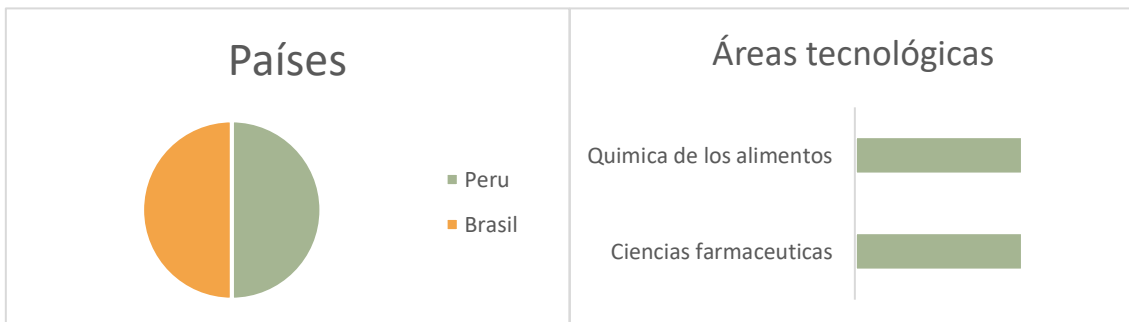 Países
Peru
Brasil
Áreas tecnológicas
Quimica de los alimentos
Ciencias farmaceuticas